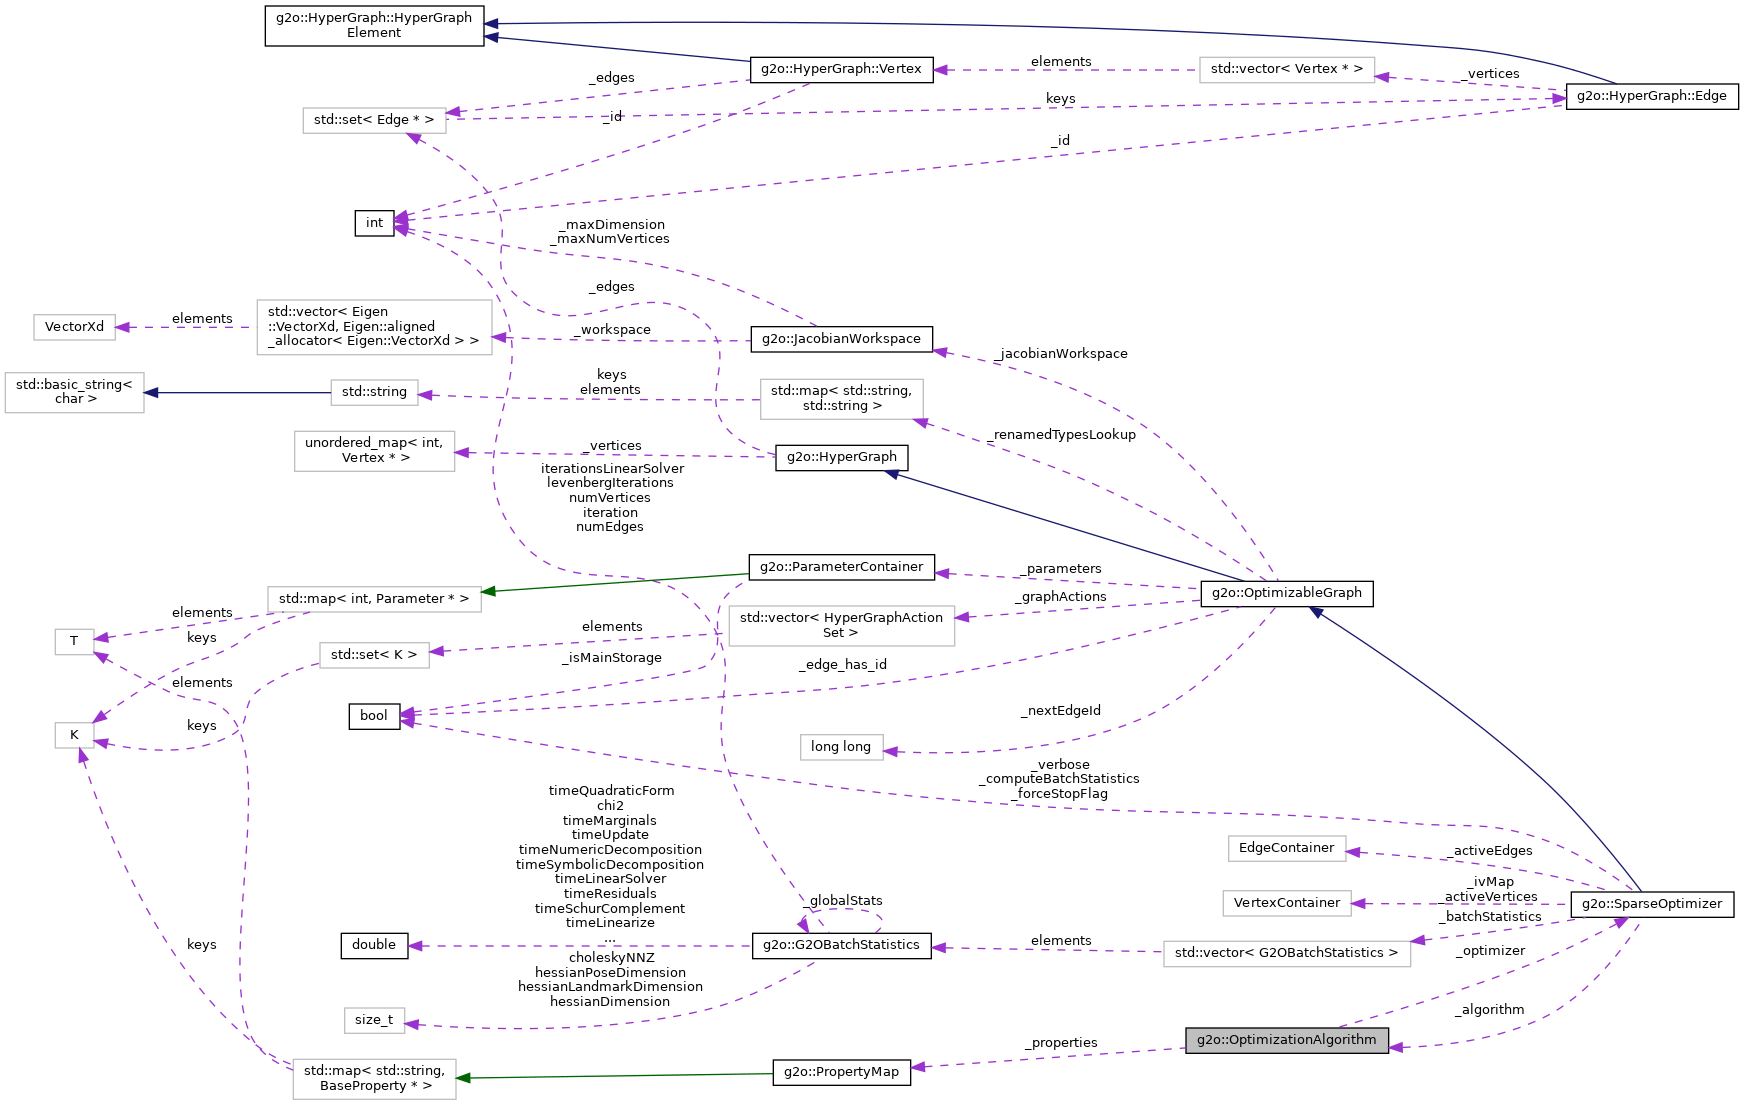 g2o::HyperGraph::HyperGraph
Element
g2o::HyperGraph::Vertex
elements
std::vector< Vertex * >
_vertices
g2o::HyperGraph::Edge
_edges
keys
std::set< Edge * >
_id
_id
int
_maxDimension
_maxNumVertices
_edges
std::vector< Eigen
::VectorXd, Eigen::aligned
_allocator< Eigen::VectorXd > >
elements
VectorXd
_workspace
g2o::JacobianWorkspace
_jacobianWorkspace
std::basic_string<
char >
std::string
keys
elements
std::map< std::string,
std::string >
_renamedTypesLookup
unordered_map< int,
Vertex * >
_vertices
g2o::HyperGraph
iterationsLinearSolver
levenbergIterations
numVertices
iteration
numEdges
g2o::ParameterContainer
_parameters
g2o::OptimizableGraph
std::map< int, Parameter * >
_graphActions
elements
T
keys
std::vector< HyperGraphAction
Set >
elements
std::set< K >
_isMainStorage
_edge_has_id
elements
bool
_nextEdgeId
K
keys
long long
_verbose
_computeBatchStatistics
_forceStopFlag
timeQuadraticForm
chi2
timeMarginals
timeUpdate
timeNumericDecomposition
timeSymbolicDecomposition
timeLinearSolver
timeResiduals
timeSchurComplement
timeLinearize
...
EdgeContainer
_activeEdges
_ivMap
_activeVertices
VertexContainer
g2o::SparseOptimizer
_globalStats
_batchStatistics
keys
double
g2o::G2OBatchStatistics
elements
std::vector< G2OBatchStatistics >
_optimizer
choleskyNNZ
hessianPoseDimension
hessianLandmarkDimension
hessianDimension
size_t
_algorithm
g2o::OptimizationAlgorithm
_properties
std::map< std::string,
BaseProperty * >
g2o::PropertyMap